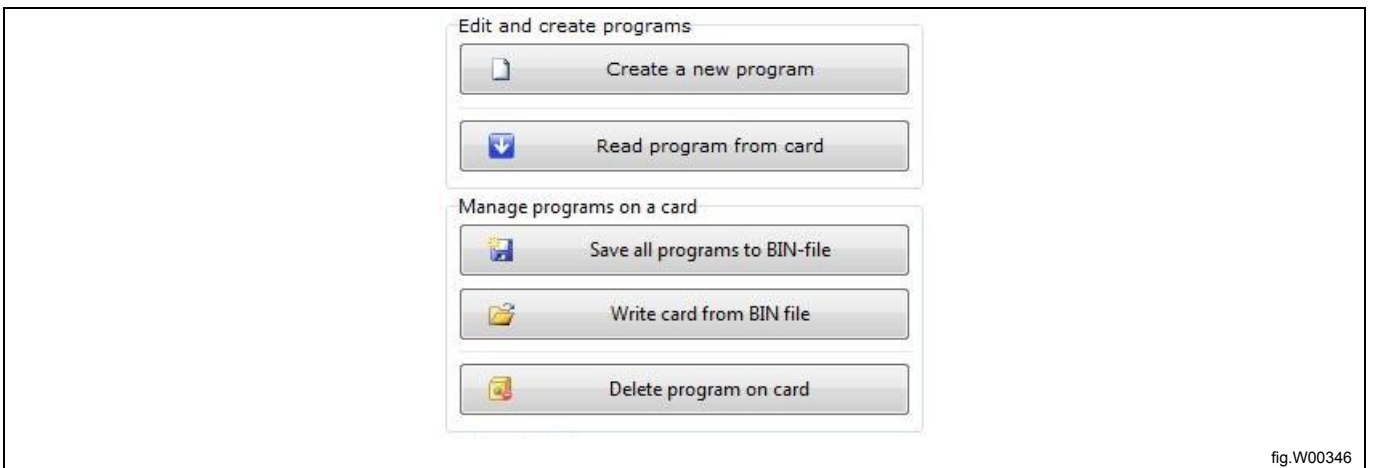 Edit and create programs
Create a new program
Read program from card
Manage programs on a card
Save all programs to BIN-file
Write card from BIN file
Delete program on card
fig.W00346